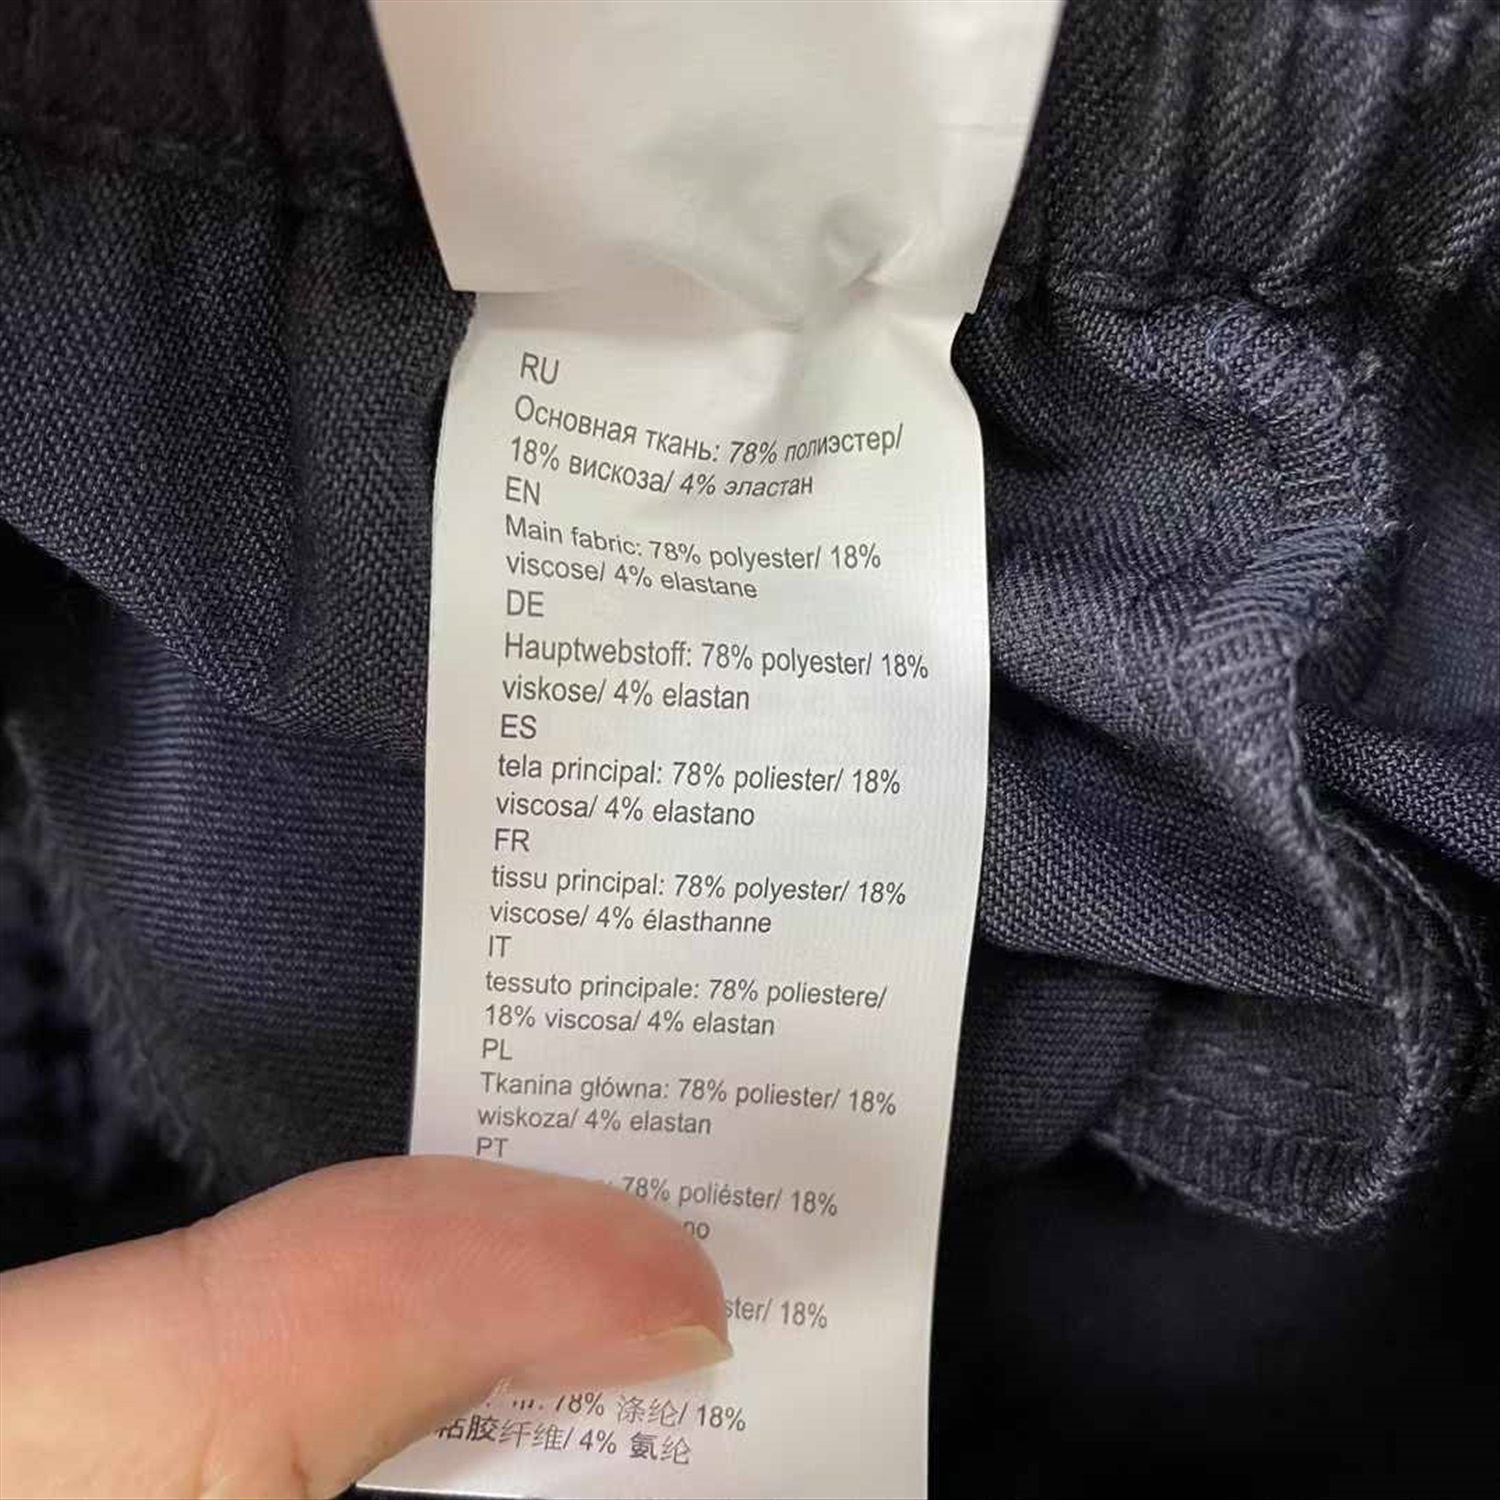 RU
Основная ткань: 78% полиэстер/
18% вискоза/ 4% эластан
EN
Main fabric: 78% polyester/ 18%
viscose/ 4% elastane
DE
Hauptwebstoff: 78% polyester/ 18%
viskose/ 4% elastan
ES
tela principal: 78% poliester/ 18%
viscosa/ 4% elastano
FR
tissu principal: 78% polyester/ 18%
viscose/ 4% élasthanne
IT
tessuto principale: 78% poliestere/
18% viscosa/ 4% elastan
PL
Tkanina główna: 78% poliester/ 18%
wiskoza/ 4% elastan
PT
78% poliéster/ 18%
18%
78% 涤纶/ 18%
粘胶纤维/ 4% 氨纶